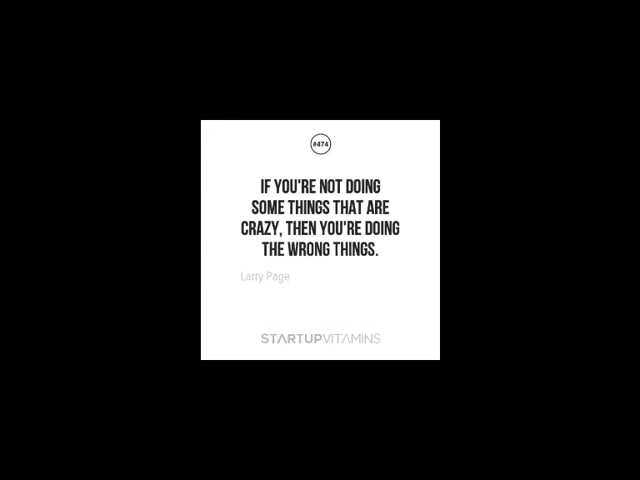 #474
IF YOU'RE NOT DOING
SOME THINGS THAT ARE
CRAZY, THEN YOU'RE DOING
THE WRONG THINGS.
Larry Page
STARTUPVITAMINS